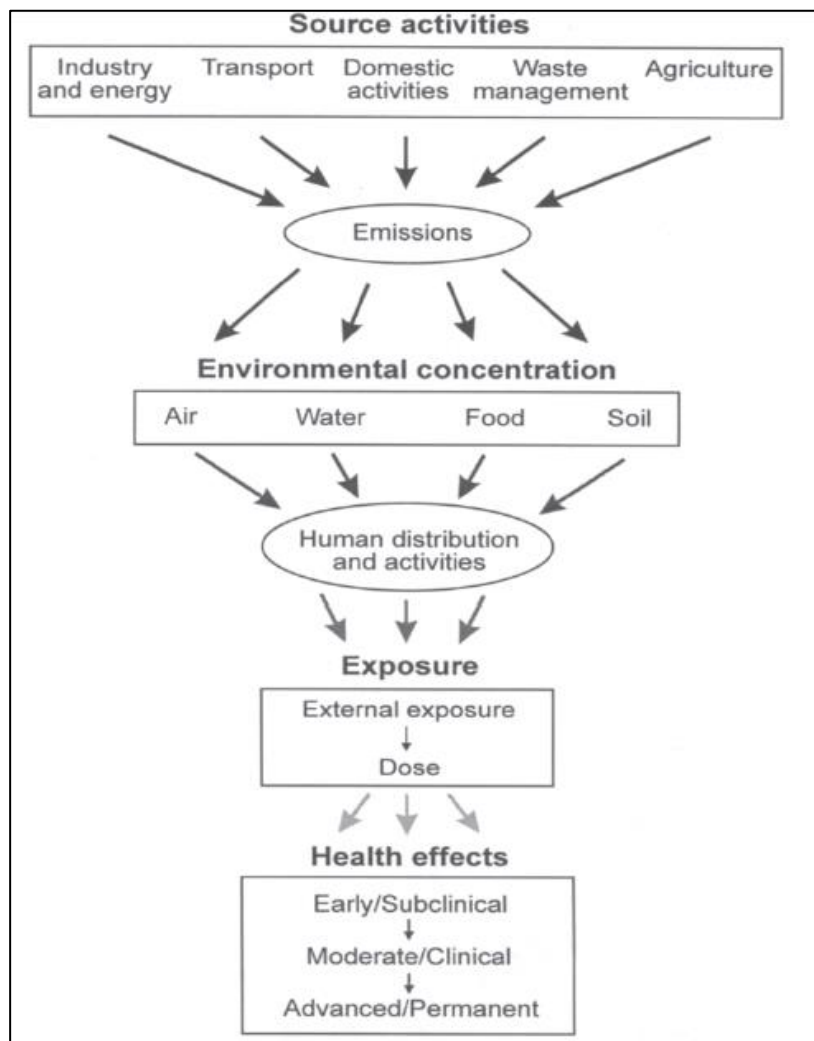 Source activities
Industry and energy
Transport
Domestic activities
Waste management
Agriculture
Emissions
Environmental concentration
Air Water Food Soil
Human distribution
and activities
Exposure
External exposure
Dose
Health effects
Early/Subclinical
Moderate/Clinical
Advanced/Permanent